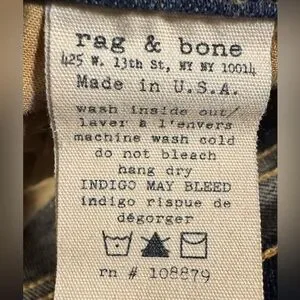 rag & bone
425 W. 13th St, NY NY 10014
Made in U.S.A.
wash inside out/
laver à l'envers
machine wash cold
do not bleach
hang dry
INDIGO MAY BLEED
indigo risque de
dégorger
rn # 108879